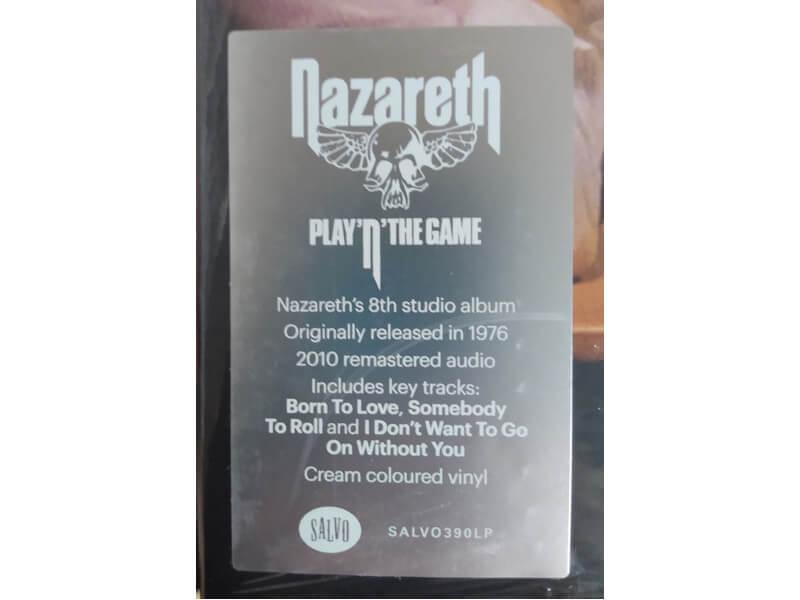 Nazareth
PLAY'n'THE GAME
Nazareth's 8th studio album
Originally released in 1976
2010 remastered audio
Includes key tracks:
Born To Love, Somebody
To Roll and I Don't Want To Go
On Without You
Cream coloured vinyl
SALVO
SALVO390LP